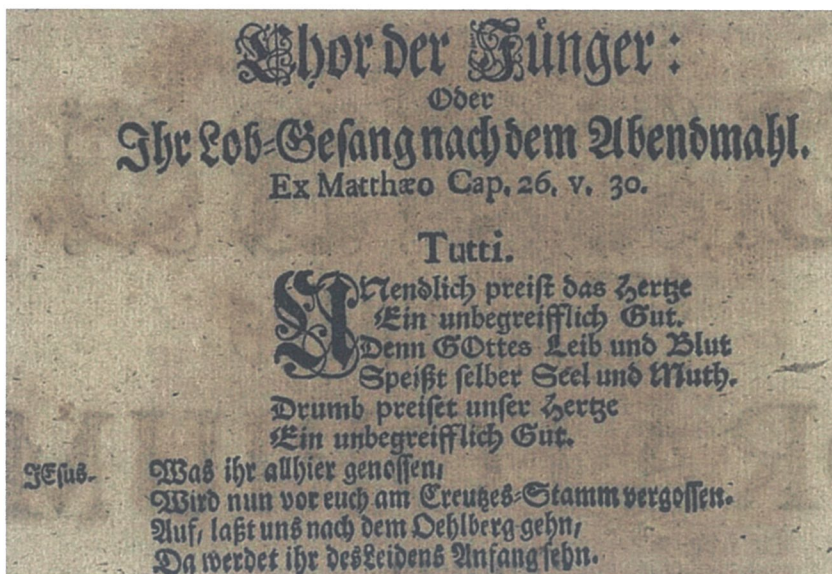 Chor der Jünger:
Oder
Ihr Lob-Gesang nach dem Abendmahl.
Ex Matthæo Cap. 26. v. 30.
Tutti.
UNendlich preist das Hertze
Ein unbegreifflich Gut.
Denn GOttes Leib und Blut
Speißt selber Seel und Muth.
Drumb preiset unser Hertze
Ein unbegreifflich Gut.
JEsus. Was ihr allhier genossen,
Wird nun vor euch am Creutzes-Stamm vergossen.
Auf, laßt uns nach dem Oehlberg gehn,
Da werdet ihr des Leidens Anfang sehn.